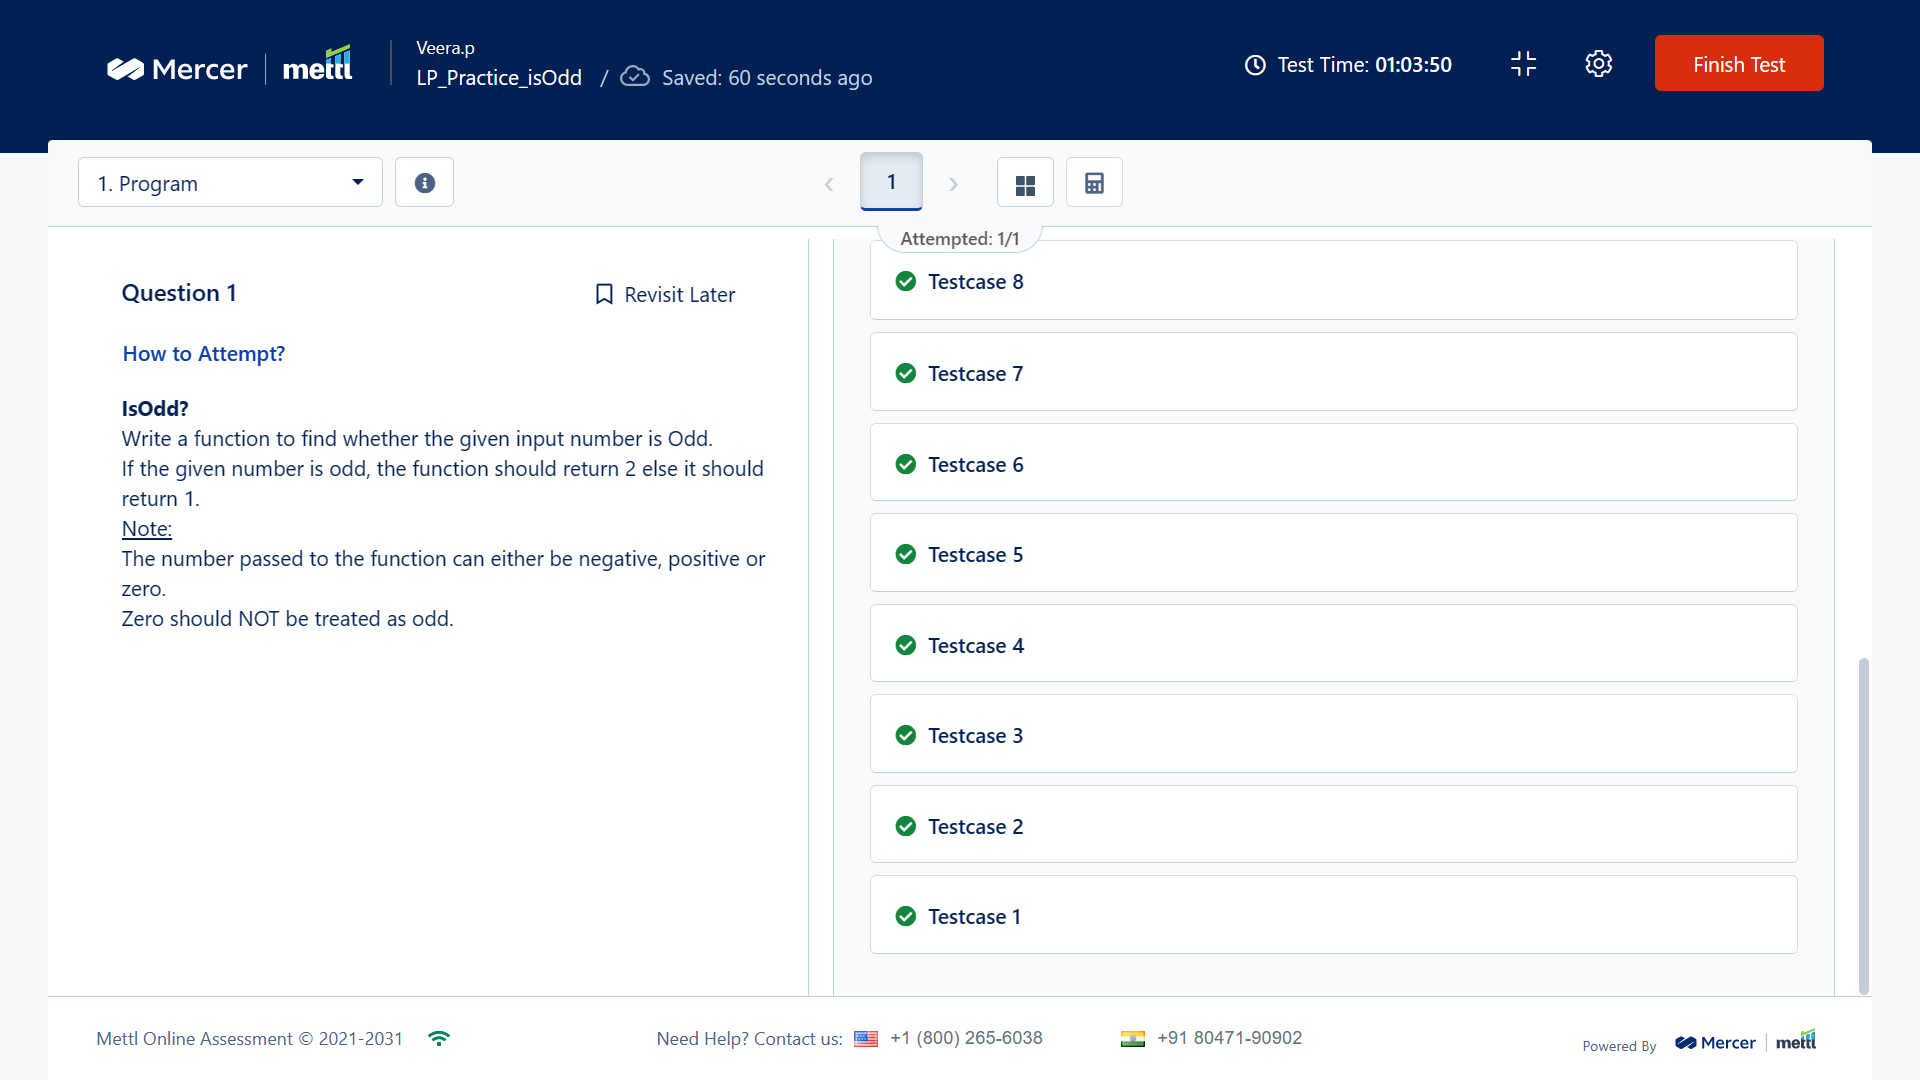 Mercer | mettl
Veera.p
LP_Practice_isOdd / Saved: 60 seconds ago
Test Time: 01:03:50
Finish Test
1. Program
1
Attempted: 1/1
Question 1
Revisit Later
How to Attempt?
IsOdd?
Write a function to find whether the given input number is Odd.
If the given number is odd, the function should return 2 else it should
return 1.
Note:
The number passed to the function can either be negative, positive or
zero.
Zero should NOT be treated as odd.
Testcase 8
Testcase 7
Testcase 6
Testcase 5
Testcase 4
Testcase 3
Testcase 2
Testcase 1
Mettl Online Assessment © 2021-2031
Need Help? Contact us: +1 (800) 265-6038
+91 80471-90902
Powered By Mercer | mettl